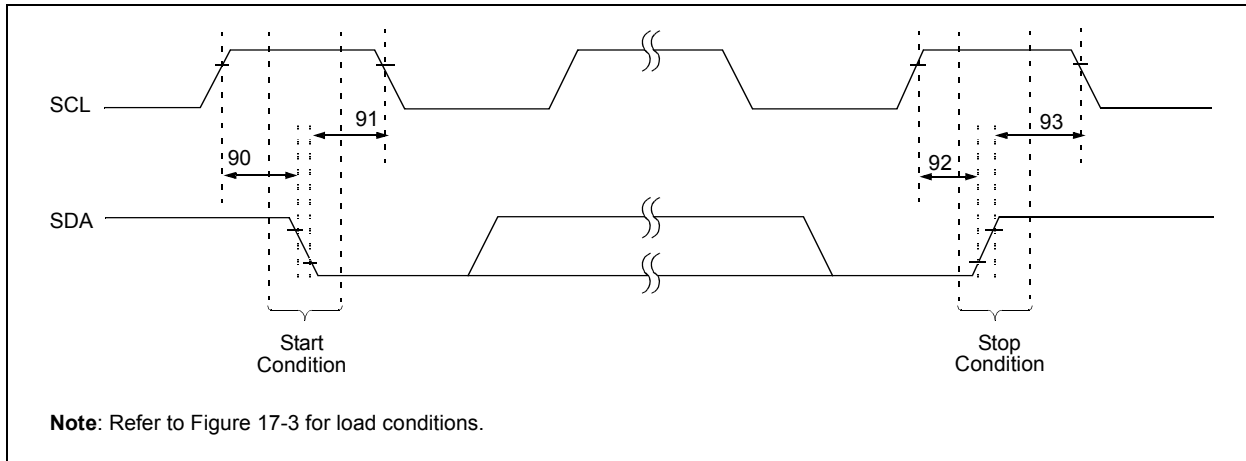 SCL
91
93
90
92
SDA
Start
Condition
Stop
Condition
Note: Refer to Figure 17-3 for load conditions.